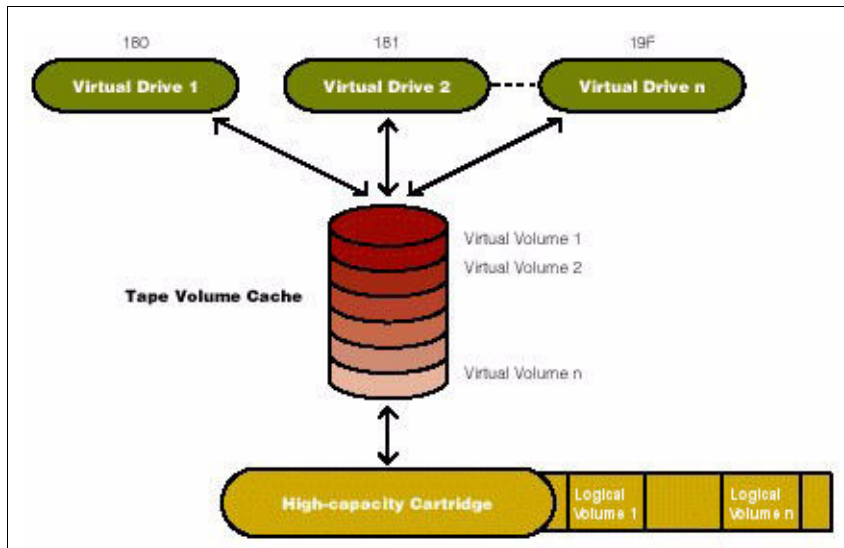 180 181 19F
Virtual Drive 1 Virtual Drive 2 Virtual Drive n
Virtual Volume 1
Virtual Volume 2
Tape Volume Cache
Virtual Volume n
High-capacity Cartridge
Logical Volume 1
Logical Volume n